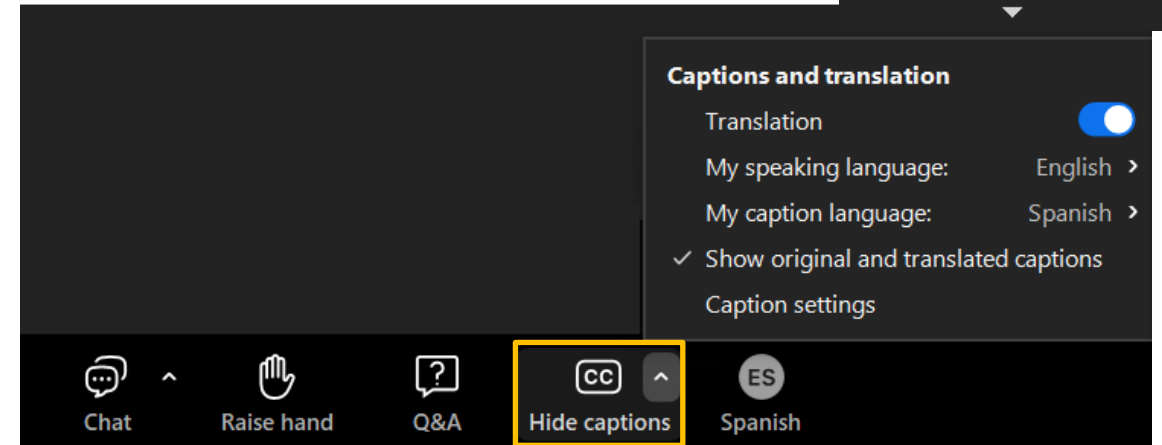 Captions and translation
Translation
My speaking language: English >
My caption language: Spanish >
✓ Show original and translated captions
Caption settings
CC ES
Chat Raise hand Q&A Hide captions Spanish